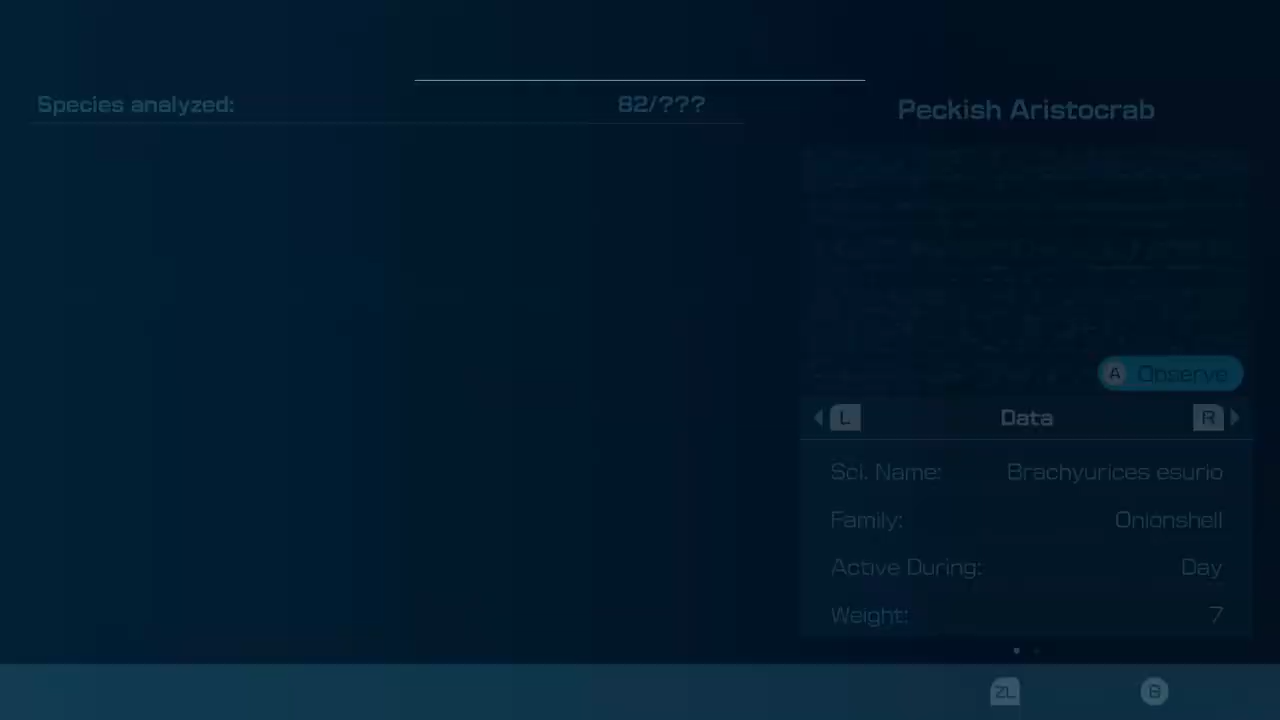 Species analyzed: 82/???
Peckish Aristocrab
A Observe
L Data R
Sci. Name: Brachyurices esurio
Family: Onionshell
Active During: Day
Weight: 7
ZL B